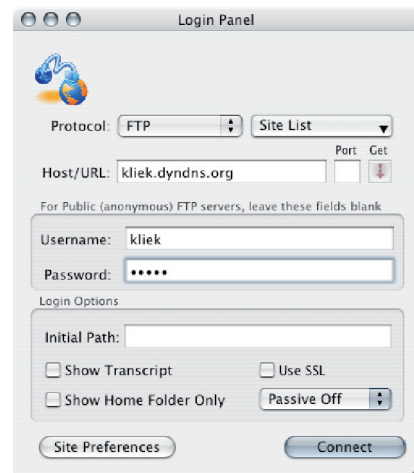 Login Panel
Protocol: FTP Site List
Port Get
Host/URL: kliek.dyndns.org
For Public (anonymous) FTP servers, leave these fields blank
Username: kliek
Password: •••••
Login Options
Initial Path:
Show Transcript Use SSL
Show Home Folder Only Passive Off
Site Preferences Connect